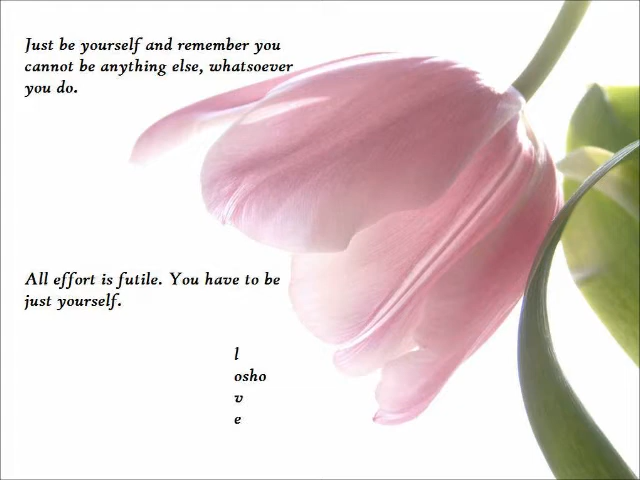 Just be yourself and remember you
cannot be anything else, whatsoever
you do.
All effort is futile. You have to be
just yourself.
l
osho
v
e